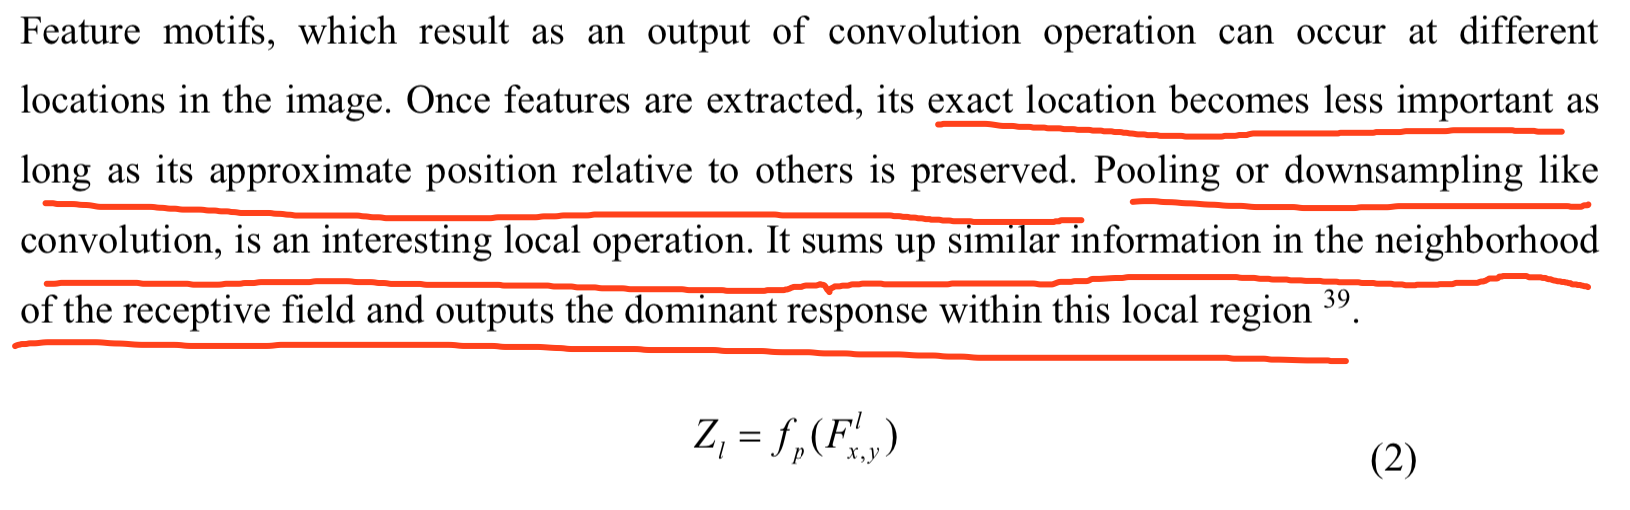 Feature motifs, which result as an output of convolution operation can occur at different
locations in the image. Once features are extracted, its exact location becomes less important as
long as its approximate position relative to others is preserved. Pooling or downsampling like
convolution, is an interesting local operation. It sums up similar information in the neighborhood
of the receptive field and outputs the dominant response within this local region 39.
Z_l = f_p(F^l_{x,y})
(2)